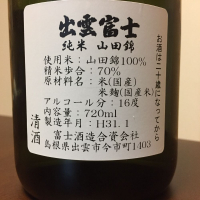 出雲富士
純米 山田錦
使用米：山田錦100%
精米歩合：70%
原材料名：米(国産)
米麹(国産米)
アルコール分：16度
内容量：720ml
製造年月：H31.1
富士酒造合資会社
島根県出雲市今市町1403
清酒
お酒は二十歳になってから